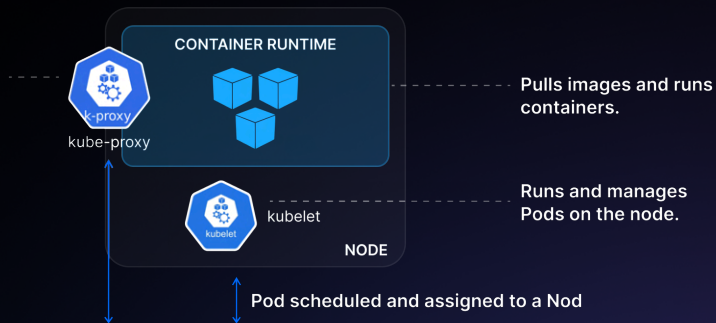 CONTAINER RUNTIME
k-proxy
kube-proxy
Pulls images and runs
containers.
kubelet
kubelet
Runs and manages
Pods on the node.
NODE
Pod scheduled and assigned to a Nod